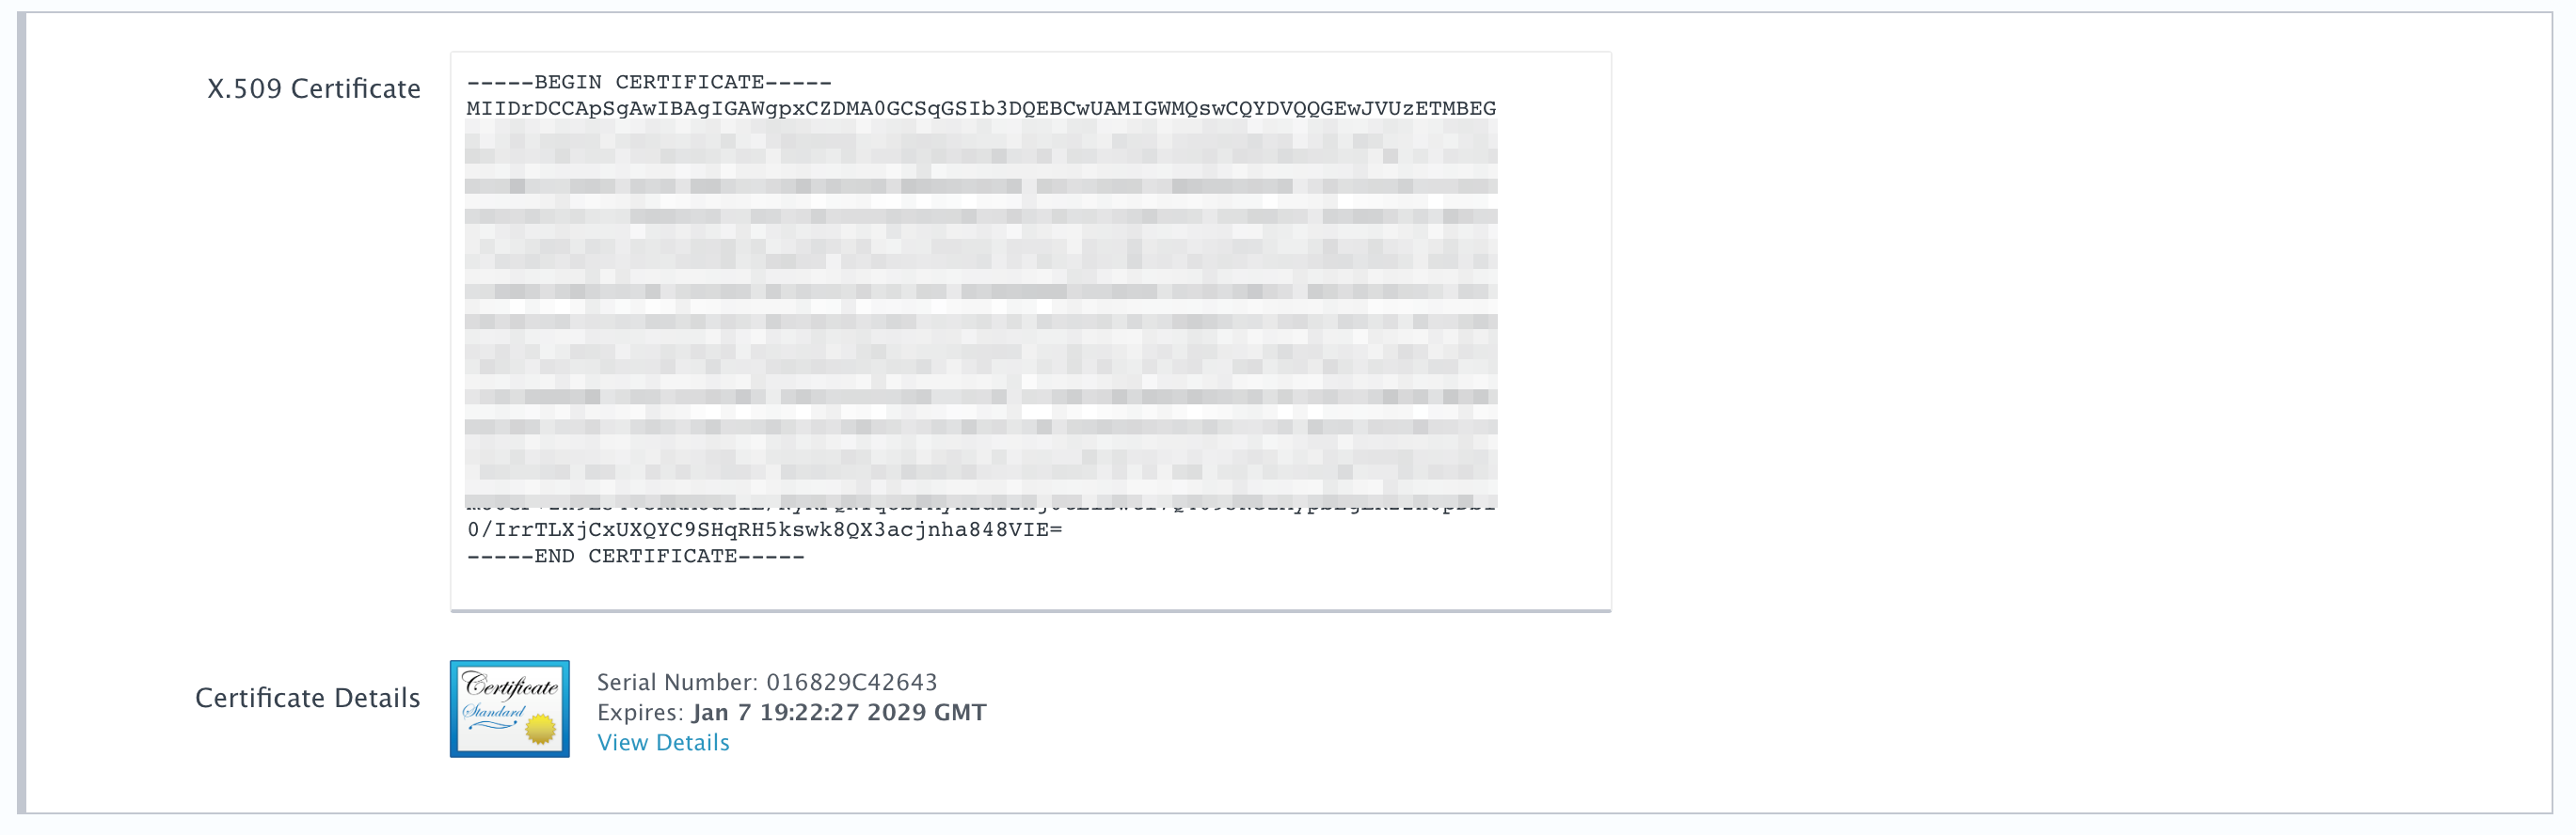 X.509 Certificate
-----BEGIN CERTIFICATE-----
MIIDrDCCApSgAwIBAgIGAWgpxCZDMA0GCSqGSIb3DQEBCwUAMIGWMQswCQYDVQQGEwJVUzETMBEG
0/IrrTLXjCxUXQYC9SHqRH5kswk8QX3acjnha848VIE=
-----END CERTIFICATE-----
Certificate Details
Certificate
Standard
Serial Number: 016829C42643
Expires: Jan 7 19:22:27 2029 GMT
View Details